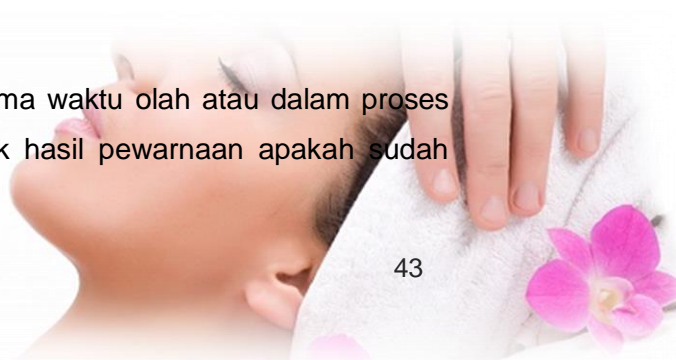 ma waktu olah atau dalam proses
k hasil pewarnaan apakah sudah
43